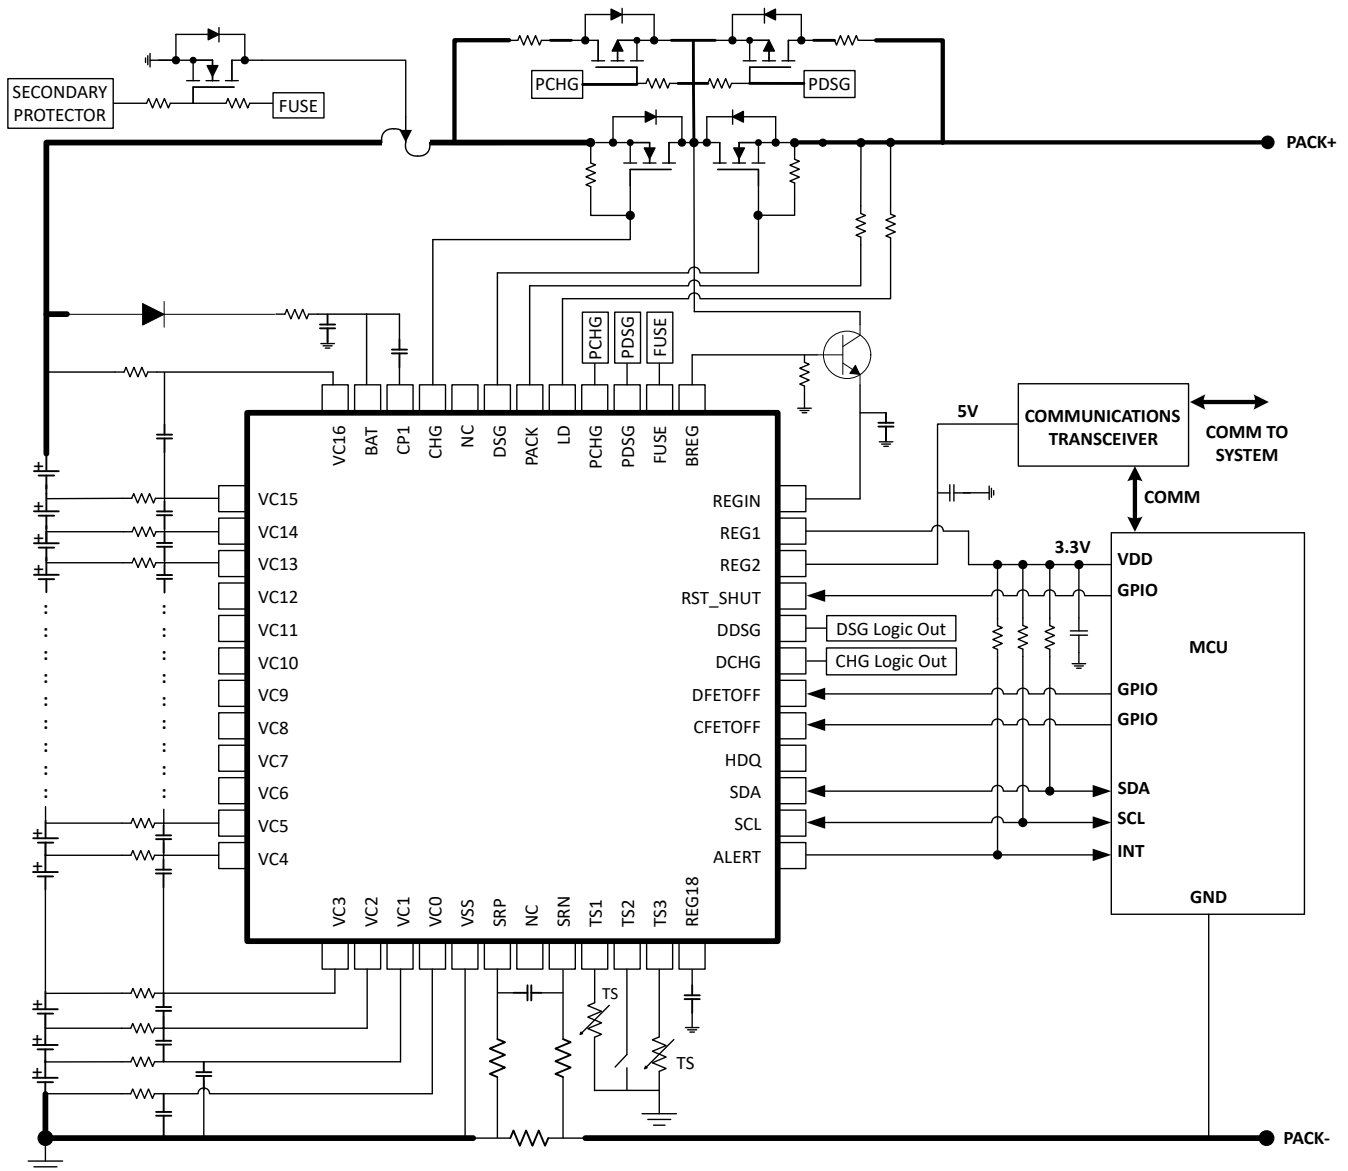 SECONDARY
PROTECTOR
FUSE
PCHG
PDSG
PACK+
PCHG
PDSG
FUSE
VC16
BAT
CP1
CHG
NC
DSG
PACK
LD
PCHG
PDSG
FUSE
BREG
5V
COMMUNICATIONS
TRANSCEIVER
COMM TO
SYSTEM
COMM
VC15
VC14
VC13
VC12
VC11
VC10
VC9
VC8
VC7
VC6
VC5
VC4
REGIN
REG1
REG2
RST_SHUT
DDSG
DCHG
DFETOFF
CFETOFF
HDQ
SDA
SCL
ALERT
DSG Logic Out
CHG Logic Out
3.3V
VDD
GPIO
MCU
GPIO
GPIO
SDA
SCL
INT
GND
VC3
VC2
VC1
VC0
VSS
SRP
NC
SRN
TS1
TS2
TS3
REG18
TS
TS
PACK-
+
+
+
+
+
+
+
+
+